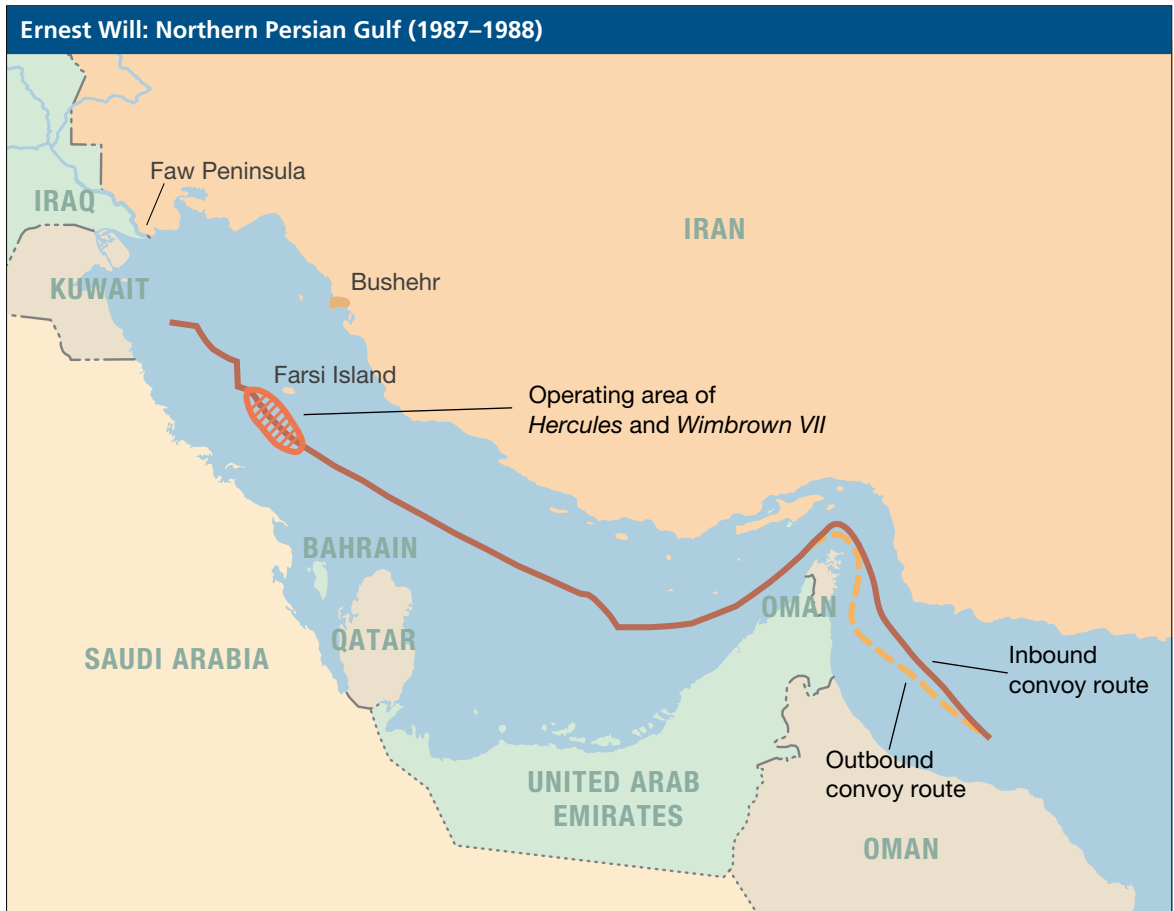 Ernest Will: Northern Persian Gulf (1987–1988)
Faw Peninsula
IRAQ
IRAN
KUWAIT
Bushehr
Farsi Island
Operating area of
Hercules and Wimbrown VII
BAHRAIN
OMAN
QATAR
SAUDI ARABIA
Inbound
convoy route
Outbound
convoy route
UNITED ARAB
EMIRATES
OMAN